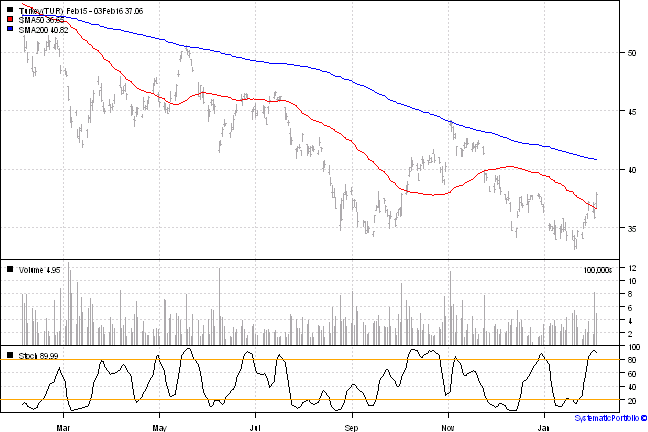 Turkey(TUR) Feb15 - 03Feb16 37.06
SMA50 36.63
SMA200 40.82
50
45
40
35
Volume 4.95
100,000s
12
10
8
6
4
2
Stoch 89.99
100
80
60
40
20
Mar May Jul Sep Nov Jan
SystematicPortfolio ©